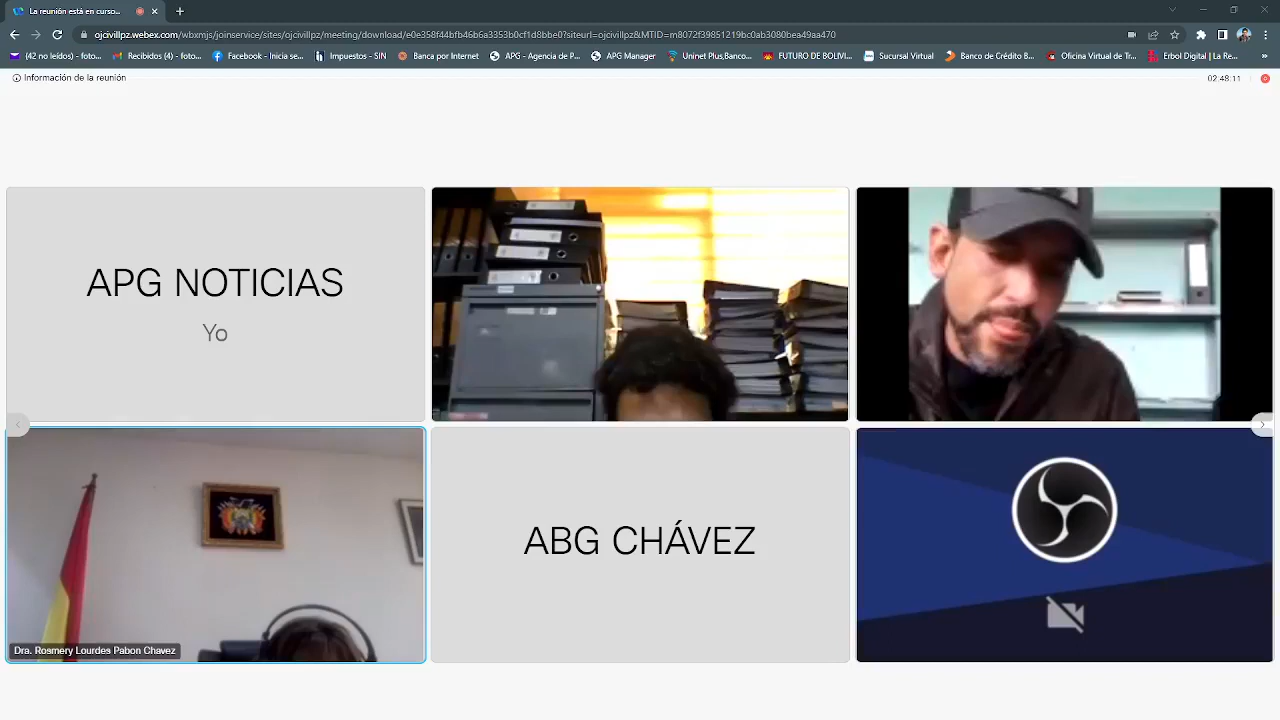 La reunión está en curso...
ojcivillpz.webex.com/wbxmjs/joinservice/sites/ojcivillpz/meeting/download/e0e358f44fb46b6a3353a0cf1d8bbe0?siteurl=ojcivillpz&MTID=m8072f39851219bc0ab3080bea49aa470
(42 no leídos) - foto...
Recibidos (4) - fotoa...
Facebook - Inicia se...
Impuestos - SIN
Banca por Internet
APG - Agencia de P...
APG Manager
Uninet Plus,Banco...
FUTURO DE BOLIVI...
Sucursal Virtual
Banco de Crédito B...
Oficina Virtual de Tr...
Erbol Digital | La Re...
Información de la reunión
02:48:11
APG NOTICIAS
Yo
Dra. Rosmery Lourdes Pabon Chavez
ABG CHÁVEZ